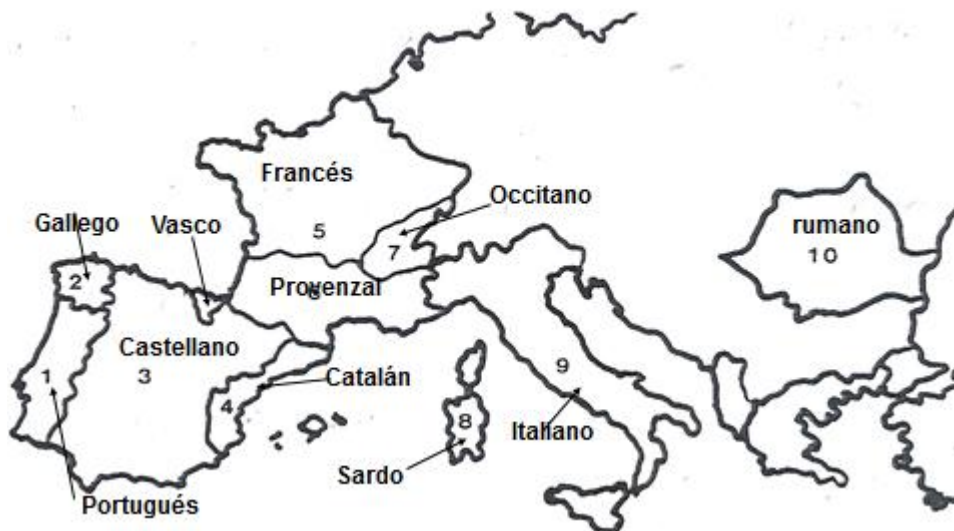 Francés
Occitano
5
7
Gallego
Vasco
rumano
10
2
Provenzal
6
Castellano
3
1
4
Catalán
9
8
Italiano
Sardo
Portugués